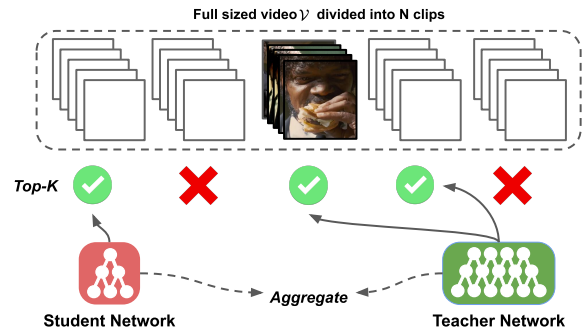 Full sized video 𝒱 divided into N clips
Top-K
Aggregate
Student Network
Teacher Network